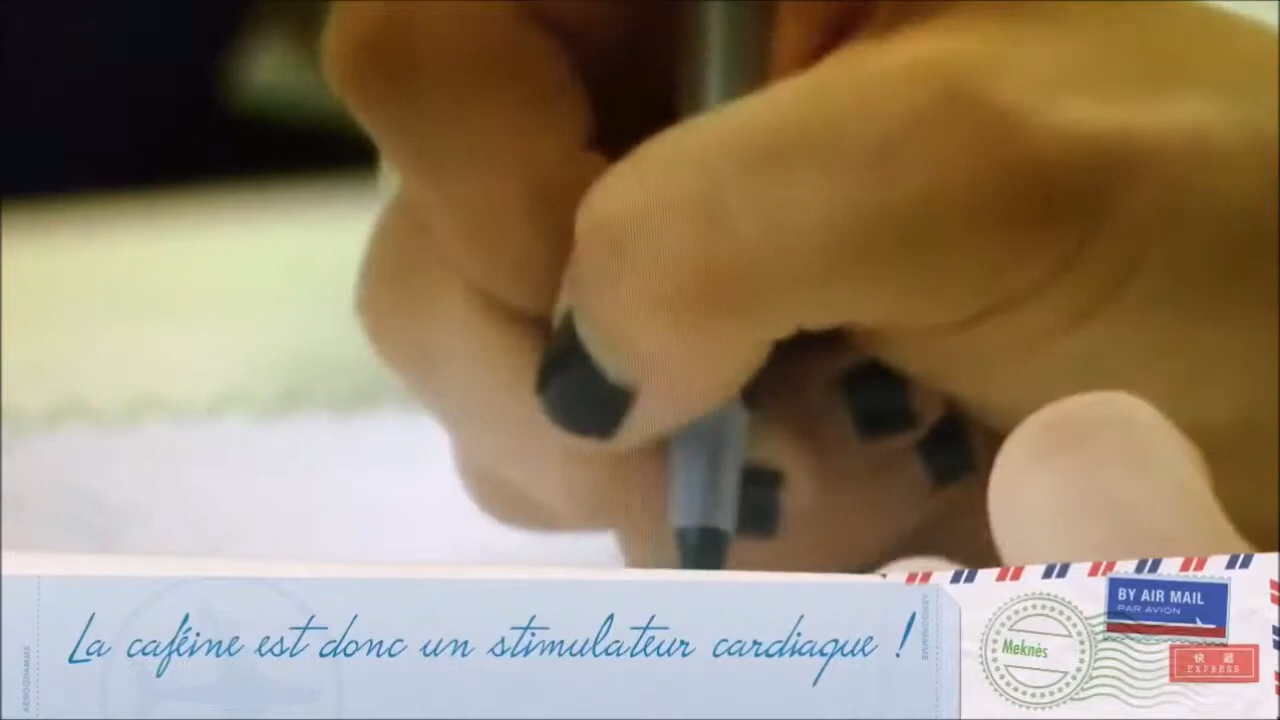 La caféine est donc un stimulateur cardiaque !
Meknès
BY AIR MAIL
PAR AVION
EXPRESS